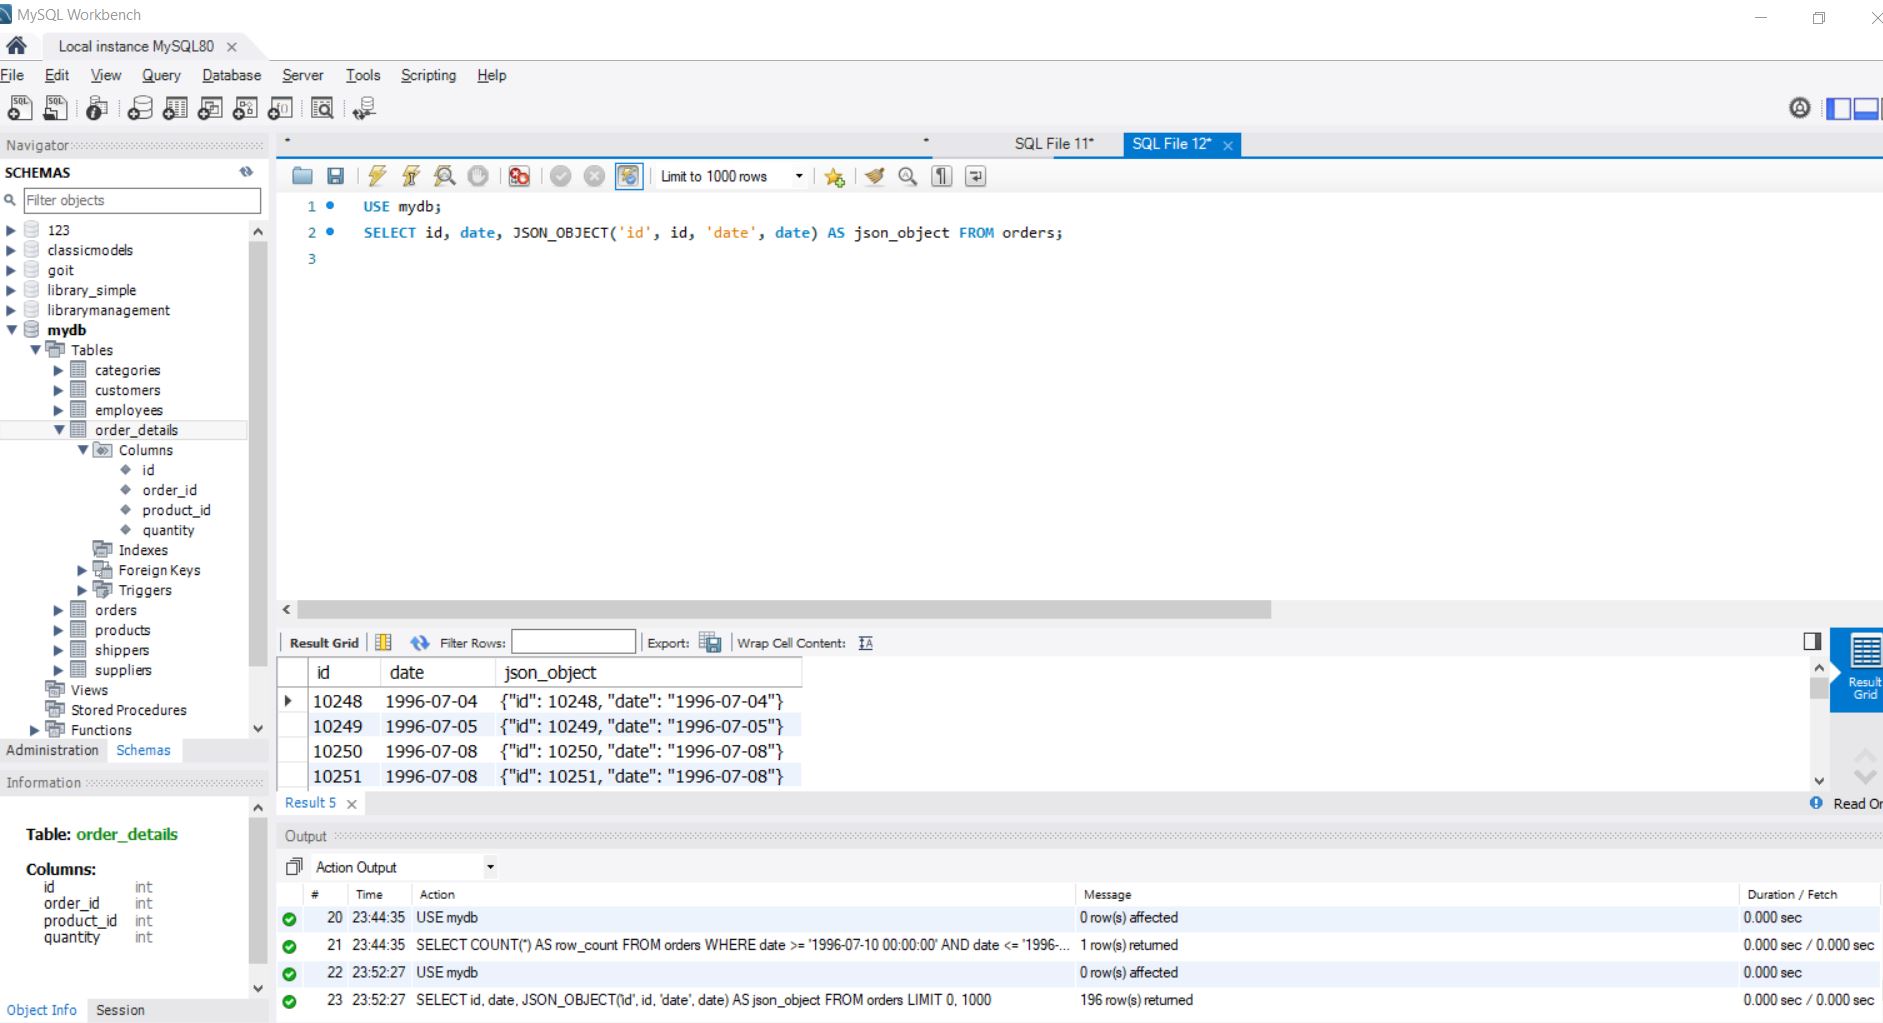 MySQL Workbench
Local instance MySQL80
File Edit View Query Database Server Tools Scripting Help
Navigator
SCHEMAS
Filter objects
123
classicmodels
goit
library_simple
librarymanagement
mydb
Tables
categories
customers
employees
order_details
Columns
id
order_id
product_id
quantity
Indexes
Foreign Keys
Triggers
orders
products
shippers
suppliers
Views
Stored Procedures
Functions
Administration Schemas
Information
Table: order_details
Columns:
id int
order_id int
product_id int
quantity int
Object Info Session
* * SQL File 11* SQL File 12*
Limit to 1000 rows
1 USE mydb;
2 SELECT id, date, JSON_OBJECT('id', id, 'date', date) AS json_object FROM orders;
3
Result Grid Filter Rows: Export: Wrap Cell Content:
id date json_object
10248 1996-07-04 {"id": 10248, "date": "1996-07-04"}
10249 1996-07-05 {"id": 10249, "date": "1996-07-05"}
10250 1996-07-08 {"id": 10250, "date": "1996-07-08"}
10251 1996-07-08 {"id": 10251, "date": "1996-07-08"}
Result
Grid
Result 5 Read On
Output
Action Output
# Time Action Message Duration / Fetch
20 23:44:35 USE mydb 0 row(s) affected 0.000 sec
21 23:44:35 SELECT COUNT(*) AS row_count FROM orders WHERE date >= '1996-07-10 00:00:00' AND date <= '1996-... 1 row(s) returned 0.000 sec / 0.000 sec
22 23:52:27 USE mydb 0 row(s) affected 0.000 sec
23 23:52:27 SELECT id, date, JSON_OBJECT('id', id, 'date', date) AS json_object FROM orders LIMIT 0, 1000 196 row(s) returned 0.000 sec / 0.000 sec